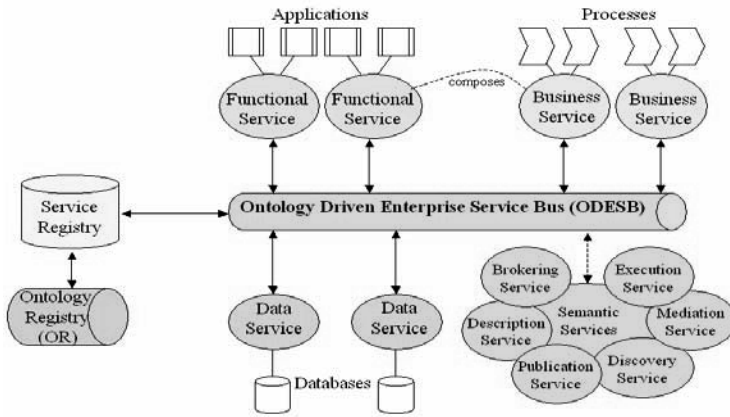 Applications
Processes
Functional
Service
Functional
Service
composes
Business
Service
Business
Service
Ontology Driven Enterprise Service Bus (ODESB)
Service
Registry
Ontology
Registry
(OR)
Data
Service
Data
Service
Databases
Brokering
Service
Execution
Service
Semantic
Services
Description
Service
Mediation
Service
Publication
Service
Discovery
Service